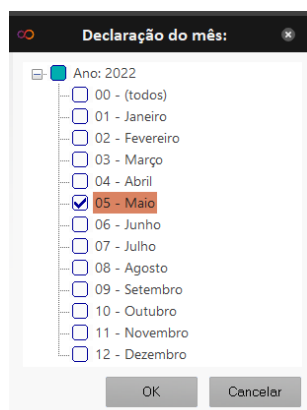 Declaração do mês:
Ano: 2022
00 - (todos)
01 - Janeiro
02 - Fevereiro
03 - Março
04 - Abril
05 - Maio
06 - Junho
07 - Julho
08 - Agosto
09 - Setembro
10 - Outubro
11 - Novembro
12 - Dezembro
OK Cancelar